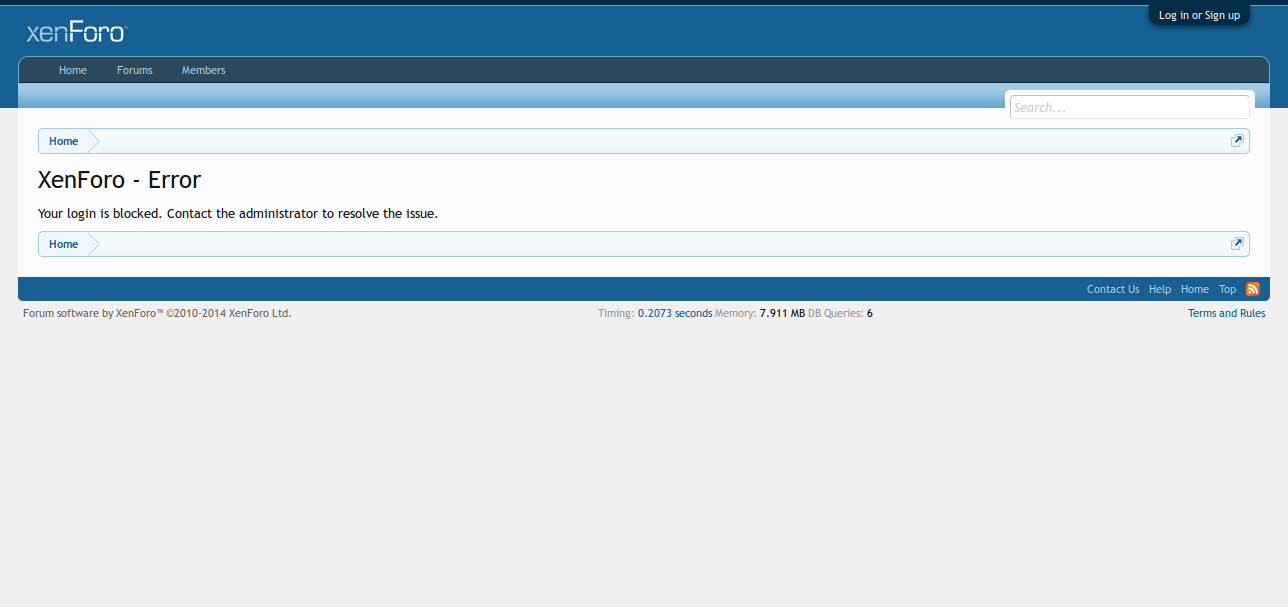 Log in or Sign up
xenForo™
Home Forums Members
Search...
Home
XenForo - Error
Your login is blocked. Contact the administrator to resolve the issue.
Home
Contact Us Help Home Top
Forum software by XenForo™ ©2010-2014 XenForo Ltd. Timing: 0.2073 seconds Memory: 7.911 MB DB Queries: 6 Terms and Rules